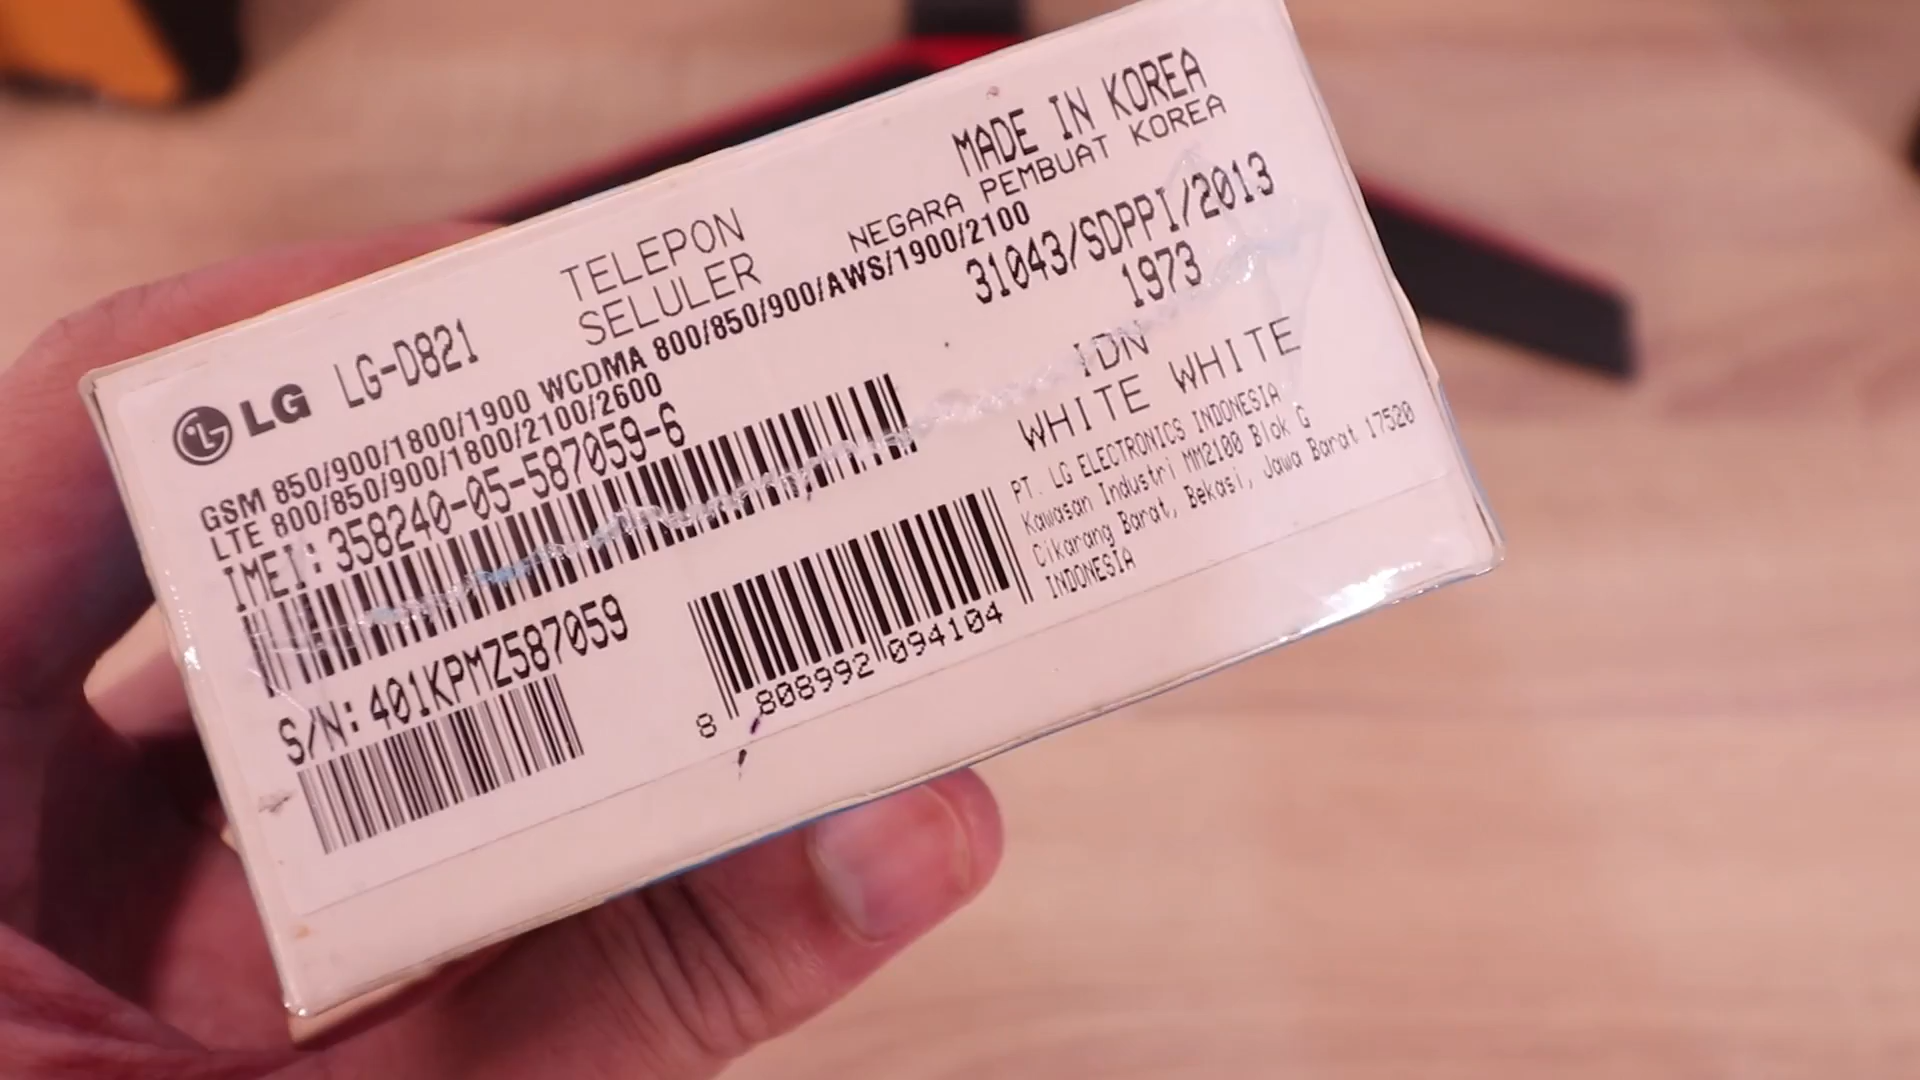 MADE IN KOREA
NEGARA PEMBUAT KOREA
TELEPON
SELULER
LG LG-D821
31043/SDPPI/2013
1973
GSM 850/900/1800/1900 WCDMA 800/850/900/AWS/1900/2100
LTE 800/850/900/1800/2100/2600
IMEI: 358240-05-587059-6
IDN
WHITE WHITE
PT. LG ELECTRONICS INDONESIA
Kawasan Industri MM2100 Blok G
Cikarang Barat, Bekasi, Jawa Barat 17520
INDONESIA
S/N: 401KPMZ587059
8 808992 094104